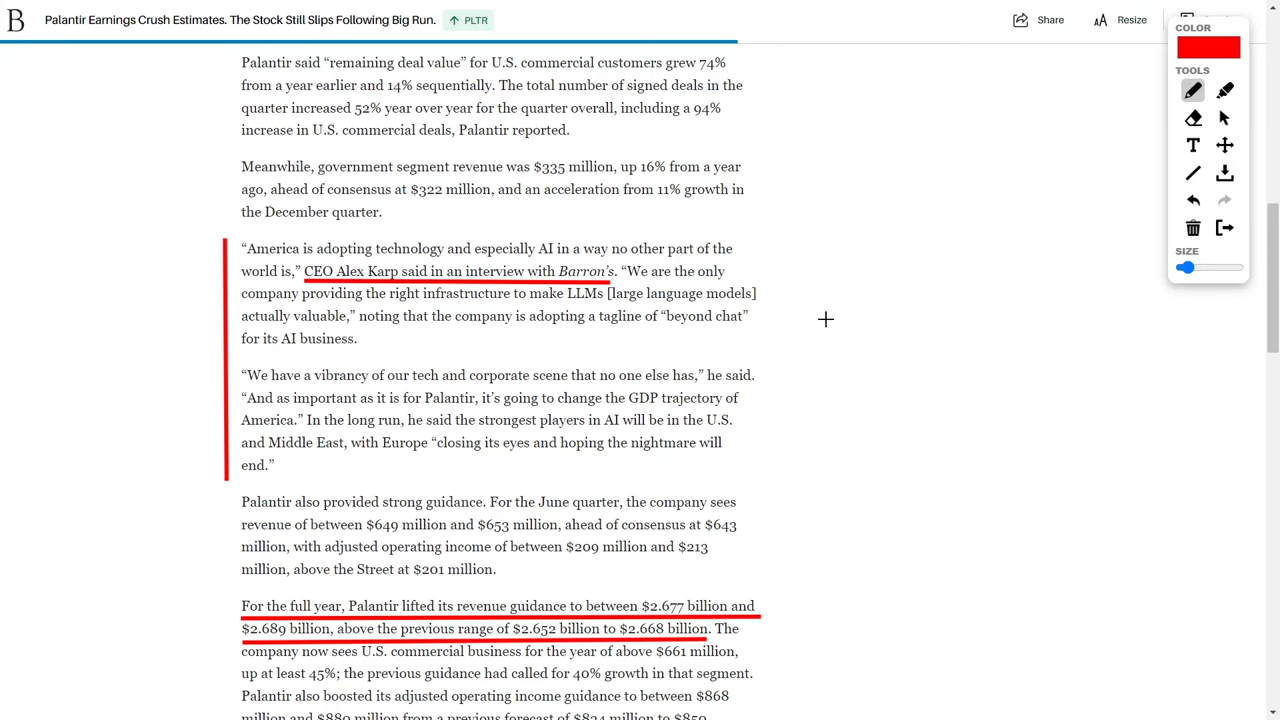 B Palantir Earnings Crush Estimates. The Stock Still Slips Following Big Run. PLTR Share AA Resize
COLOR
TOOLS
T
SIZE
Palantir said “remaining deal value” for U.S. commercial customers grew 74%
from a year earlier and 14% sequentially. The total number of signed deals in the
quarter increased 52% year over year for the quarter overall, including a 94%
increase in U.S. commercial deals, Palantir reported.
Meanwhile, government segment revenue was $335 million, up 16% from a year
ago, ahead of consensus at $322 million, and an acceleration from 11% growth in
the December quarter.
“America is adopting technology and especially AI in a way no other part of the
world is,” CEO Alex Karp said in an interview with Barron’s. “We are the only
company providing the right infrastructure to make LLMs [large language models]
actually valuable,” noting that the company is adopting a tagline of “beyond chat”
for its AI business.
“We have a vibrancy of our tech and corporate scene that no one else has,” he said.
“And as important as it is for Palantir, it’s going to change the GDP trajectory of
America.” In the long run, he said the strongest players in AI will be in the U.S.
and Middle East, with Europe “closing its eyes and hoping the nightmare will
end.”
Palantir also provided strong guidance. For the June quarter, the company sees
revenue of between $649 million and $653 million, ahead of consensus at $643
million, with adjusted operating income of between $209 million and $213
million, above the Street at $201 million.
For the full year, Palantir lifted its revenue guidance to between $2.677 billion and
$2.689 billion, above the previous range of $2.652 billion to $2.668 billion. The
company now sees U.S. commercial business for the year of above $661 million,
up at least 45%; the previous guidance had called for 40% growth in that segment.
Palantir also boosted its adjusted operating income guidance to between $868
million and $880 million from a previous forecast of $834 million to $850